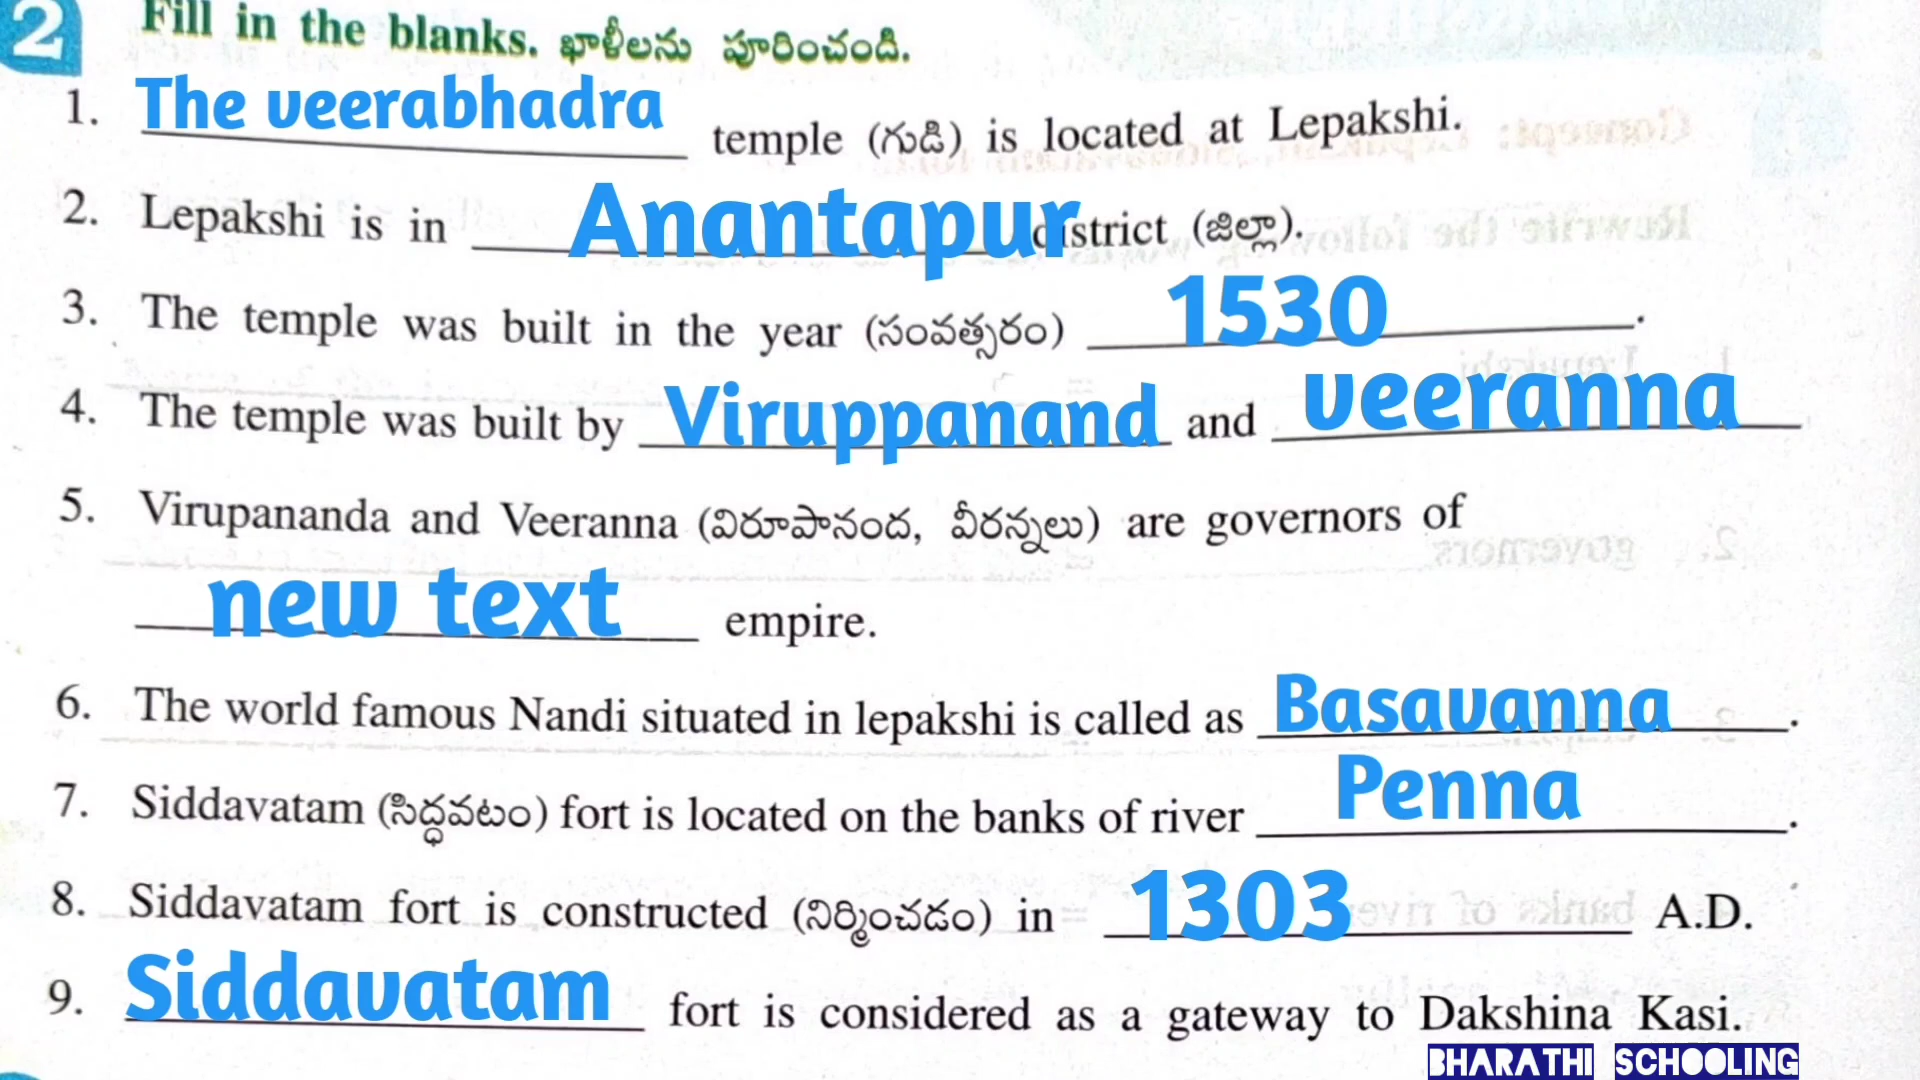 2 Fill in the blanks. ఖాళీలను పూరించండి.
1. The veerabhadra temple (గుడి) is located at Lepakshi.
2. Lepakshi is in Anantapur district (జిల్లా).
3. The temple was built in the year (సంవత్సరం) 1530.
4. The temple was built by Viruppanand and veeranna
5. Virupananda and Veeranna (విరూపానంద, వీరన్నలు) are governors of
new text empire.
6. The world famous Nandi situated in lepakshi is called as Basavanna.
7. Siddavatam (సిద్ధవటం) fort is located on the banks of river Penna.
8. Siddavatam fort is constructed (నిర్మించడం) in 1303 A.D.
9. Siddavatam fort is considered as a gateway to Dakshina Kasi.
BHARATHI SCHOOLING